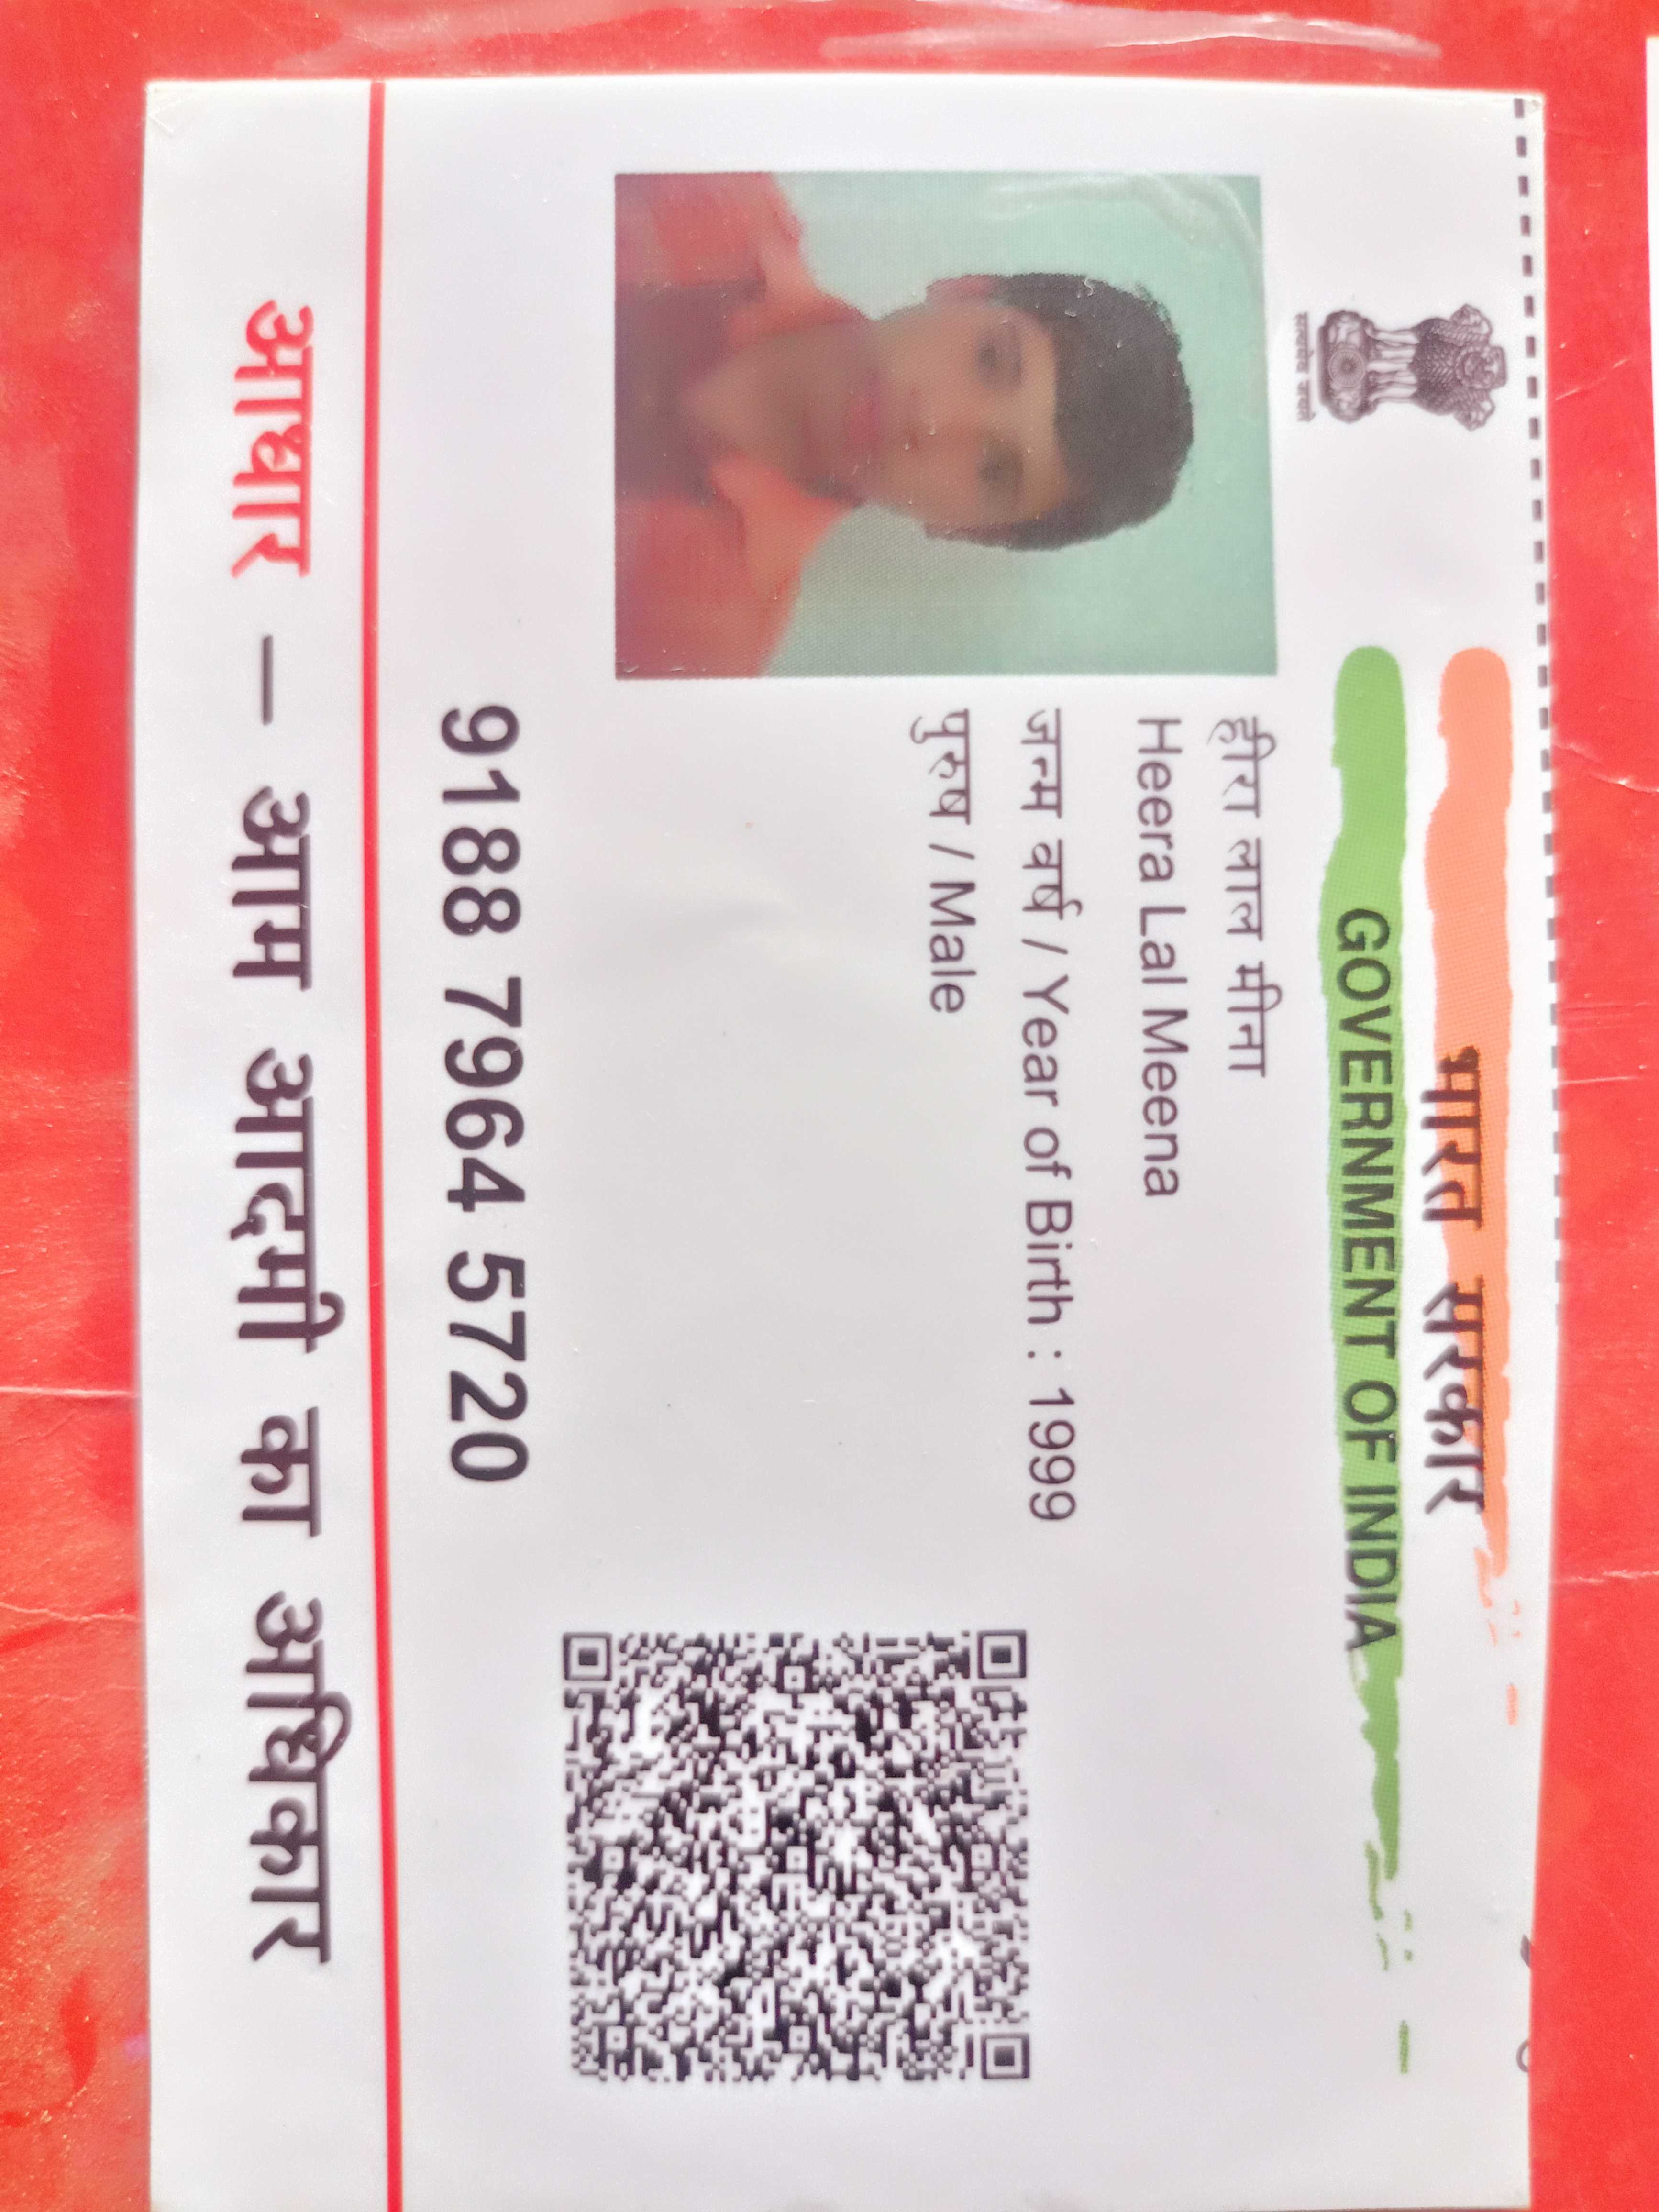 भारत सरकार
GOVERNMENT OF INDIA
सत्यमेव जयते
हीरा लाल मीना
Heera Lal Meena
जन्म वर्ष / Year of Birth : 1999
पुरुष / Male
9188 7964 5720
आधार – आम आदमी का अधिकार